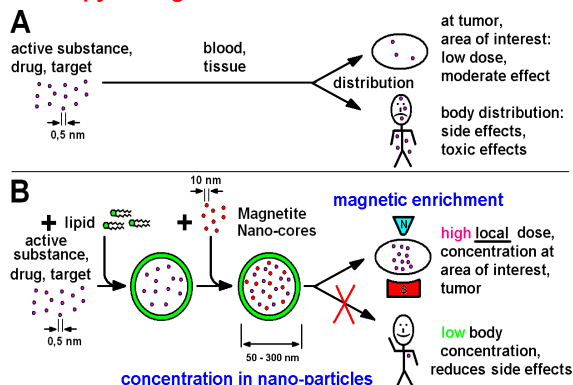 A
active substance,
drug, target
0,5 nm
blood,
tissue
distribution
at tumor,
area of interest:
low dose,
moderate effect
body distribution:
side effects,
toxic effects
B
+ lipid
+
10 nm
Magnetite
Nano-cores
active
substance,
drug, target
0,5 nm
50 - 300 nm
concentration in nano-particles
magnetic enrichment
N
S
high local dose,
concentration at
area of interest,
tumor
low body
concentration,
reduces side effects